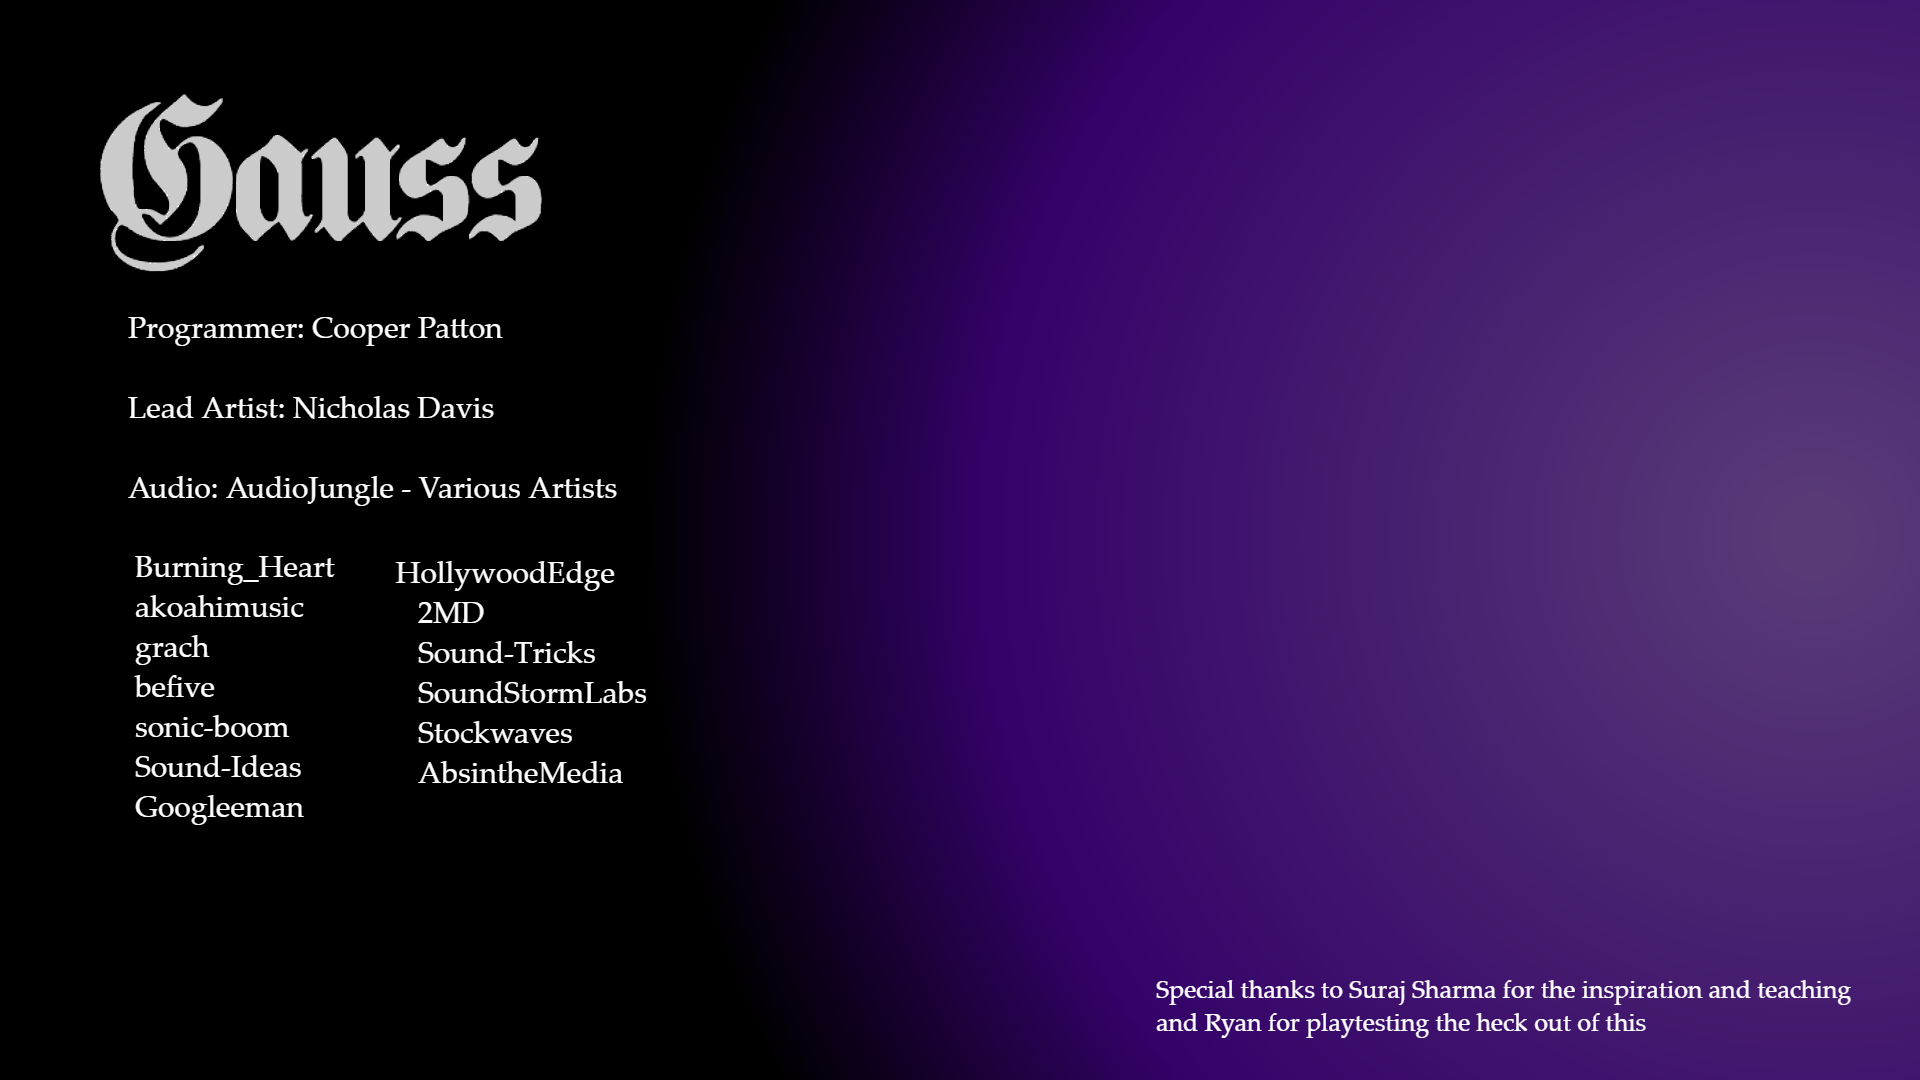 Gauss
Programmer: Cooper Patton
Lead Artist: Nicholas Davis
Audio: AudioJungle - Various Artists
Burning_Heart
akoahimusic
grach
befive
sonic-boom
Sound-Ideas
Googleeman
HollywoodEdge
2MD
Sound-Tricks
SoundStormLabs
Stockwaves
AbsintheMedia
Special thanks to Suraj Sharma for the inspiration and teaching
and Ryan for playtesting the heck out of this